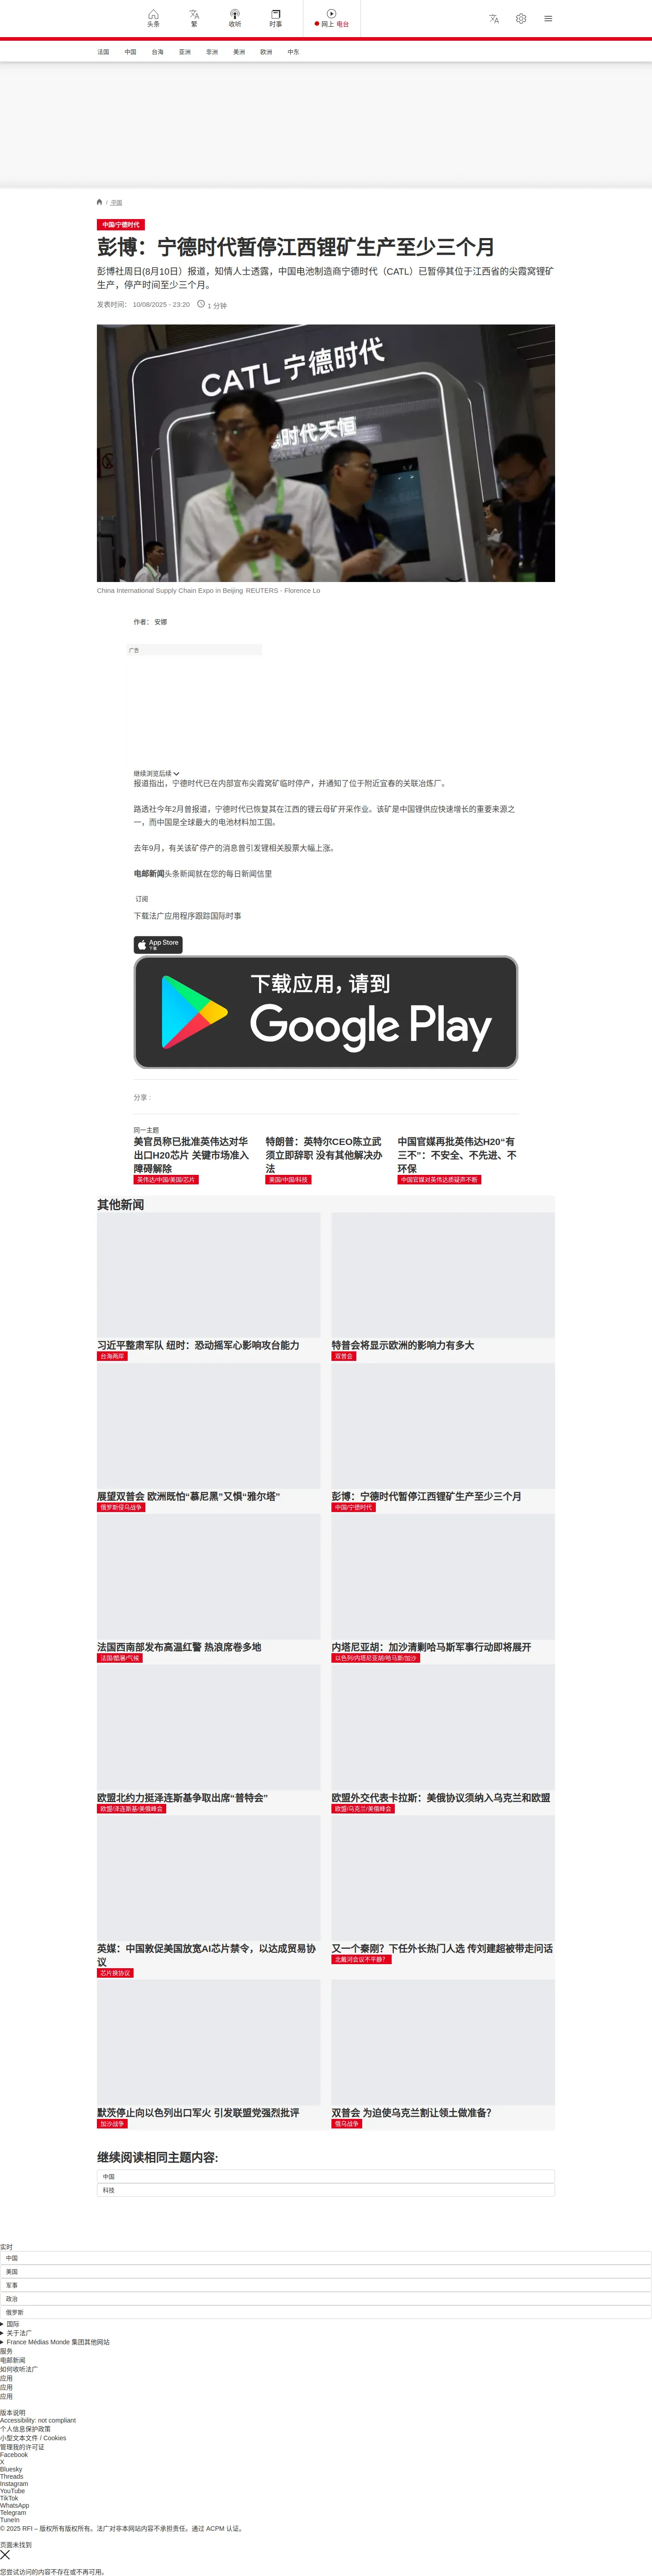 头条
繁
收听
时事
网上 电台
法国
中国
台海
亚洲
非洲
美洲
欧洲
中东
/ 中国
中国/宁德时代
彭博：宁德时代暂停江西锂矿生产至少三个月
彭博社周日(8月10日）报道，知情人士透露，中国电池制造商宁德时代（CATL）已暂停其位于江西省的尖霞窝锂矿
生产，停产时间至少三个月。
发表时间： 10/08/2025 - 23:20
1 分钟
CATL 宁德时代
德时代天恒
China International Supply Chain Expo in Beijing REUTERS - Florence Lo
作者： 安娜
广告
继续浏览后续
报道指出，宁德时代已在内部宣布尖霞窝矿临时停产，并通知了位于附近宜春的关联冶炼厂。
路透社今年2月曾报道，宁德时代已恢复其在江西的锂云母矿开采作业。该矿是中国锂供应快速增长的重要来源之
一，而中国是全球最大的电池材料加工国。
去年9月，有关该矿停产的消息曾引发锂相关股票大幅上涨。
电邮新闻头条新闻就在您的每日新闻信里
订阅
下载法广应用程序跟踪国际时事
App Store
下载
下载应用，请到
Google Play
分享 :
同一主题
美官员称已批准英伟达对华
出口H20芯片 关键市场准入
障碍解除
英伟达/中国/美国/芯片
特朗普：英特尔CEO陈立武
须立即辞职 没有其他解决办
法
美国/中国/科技
中国官媒再批英伟达H20“有
三不”：不安全、不先进、不
环保
中国官媒对英伟达质疑声不断
其他新闻
习近平整肃军队 纽时：恐动摇军心影响攻台能力
台海两岸
特普会将显示欧洲的影响力有多大
双普会
展望双普会 欧洲既怕“慕尼黑”又惧“雅尔塔”
俄罗斯侵乌战争
彭博：宁德时代暂停江西锂矿生产至少三个月
中国/宁德时代
法国西南部发布高温红警 热浪席卷多地
法国/酷暑/气候
内塔尼亚胡：加沙清剿哈马斯军事行动即将展开
以色列/内塔尼亚胡/哈马斯/加沙
欧盟北约力挺泽连斯基争取出席“普特会”
欧盟/泽连斯基/美俄峰会
欧盟外交代表卡拉斯：美俄协议须纳入乌克兰和欧盟
欧盟/乌克兰/美俄峰会
英媒：中国敦促美国放宽AI芯片禁令，以达成贸易协
议
芯片换协议
又一个秦刚？下任外长热门人选 传刘建超被带走问话
北戴河会议不平静？
默茨停止向以色列出口军火 引发联盟党强烈批评
加沙战争
双普会 为迫使乌克兰割让领土做准备？
俄乌战争
继续阅读相同主题内容:
中国
科技
实时
中国
美国
军事
政治
俄罗斯
国际
关于法广
France Médias Monde 集团其他网站
服务
电邮新闻
如何收听法广
应用
应用
应用
版本说明
Accessibility: not compliant
个人信息保护政策
小型文本文件 / Cookies
管理我的许可证
Facebook
X
Bluesky
Threads
Instagram
YouTube
TikTok
WhatsApp
Telegram
TuneIn
© 2025 RFI – 版权所有版权所有。法广对非本网站内容不承担责任。通过 ACPM 认证。
页面未找到
您尝试访问的内容不存在或不再可用。